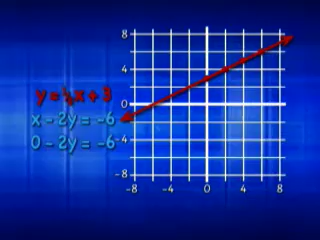 y = ½x + 3
x - 2y = -6
0 - 2y = -6
8
4
0
-4
-8
-8 -4 0 4 8